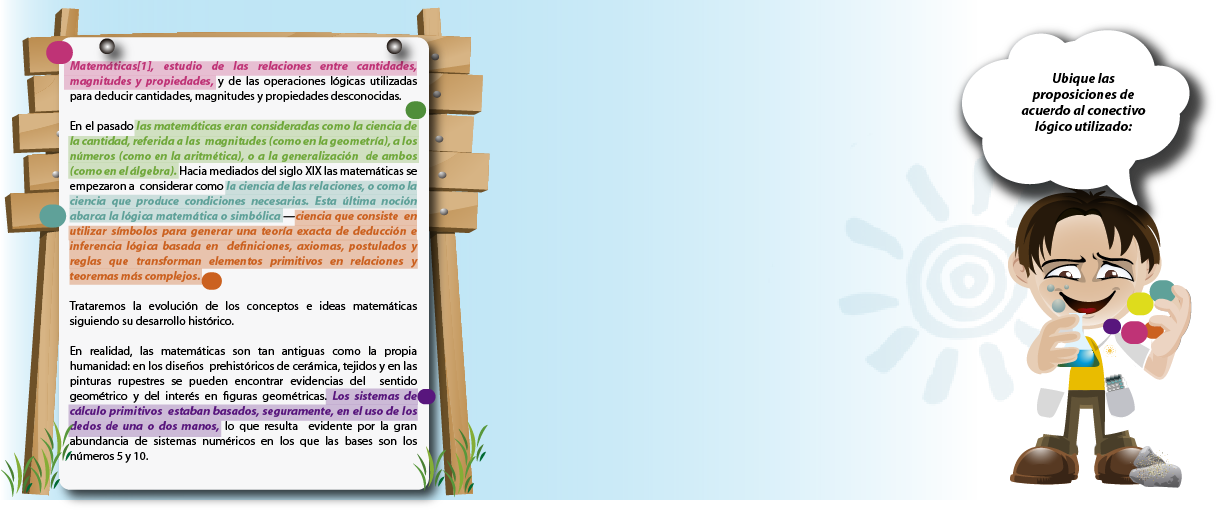 Matemáticas[1], estudio de las relaciones entre cantidades,
magnitudes y propiedades, y de las operaciones lógicas utilizadas
para deducir cantidades, magnitudes y propiedades desconocidas.
En el pasado las matemáticas eran consideradas como la ciencia de
la cantidad, referida a las magnitudes (como en la geometría), a los
números (como en la aritmética), o a la generalización de ambos
(como en el álgebra). Hacia mediados del siglo XIX las matemáticas se
empezaron a considerar como la ciencia de las relaciones, o como la
ciencia que produce condiciones necesarias. Esta última noción
abarca la lógica matemática o simbólica —ciencia que consiste en
utilizar símbolos para generar una teoría exacta de deducción e
inferencia lógica basada en definiciones, axiomas, postulados y
reglas que transforman elementos primitivos en relaciones y
teoremas más complejos.
Trataremos la evolución de los conceptos e ideas matemáticas
siguiendo su desarrollo histórico.
En realidad, las matemáticas son tan antiguas como la propia
humanidad: en los diseños prehistóricos de cerámica, tejidos y en las
pinturas rupestres se pueden encontrar evidencias del sentido
geométrico y del interés en figuras geométricas. Los sistemas de
cálculo primitivos estaban basados, seguramente, en el uso de los
dedos de una o dos manos, lo que resulta evidente por la gran
abundancia de sistemas numéricos en los que las bases son los
números 5 y 10.
Ubique las
proposiciones de
acuerdo al conectivo
lógico utilizado: